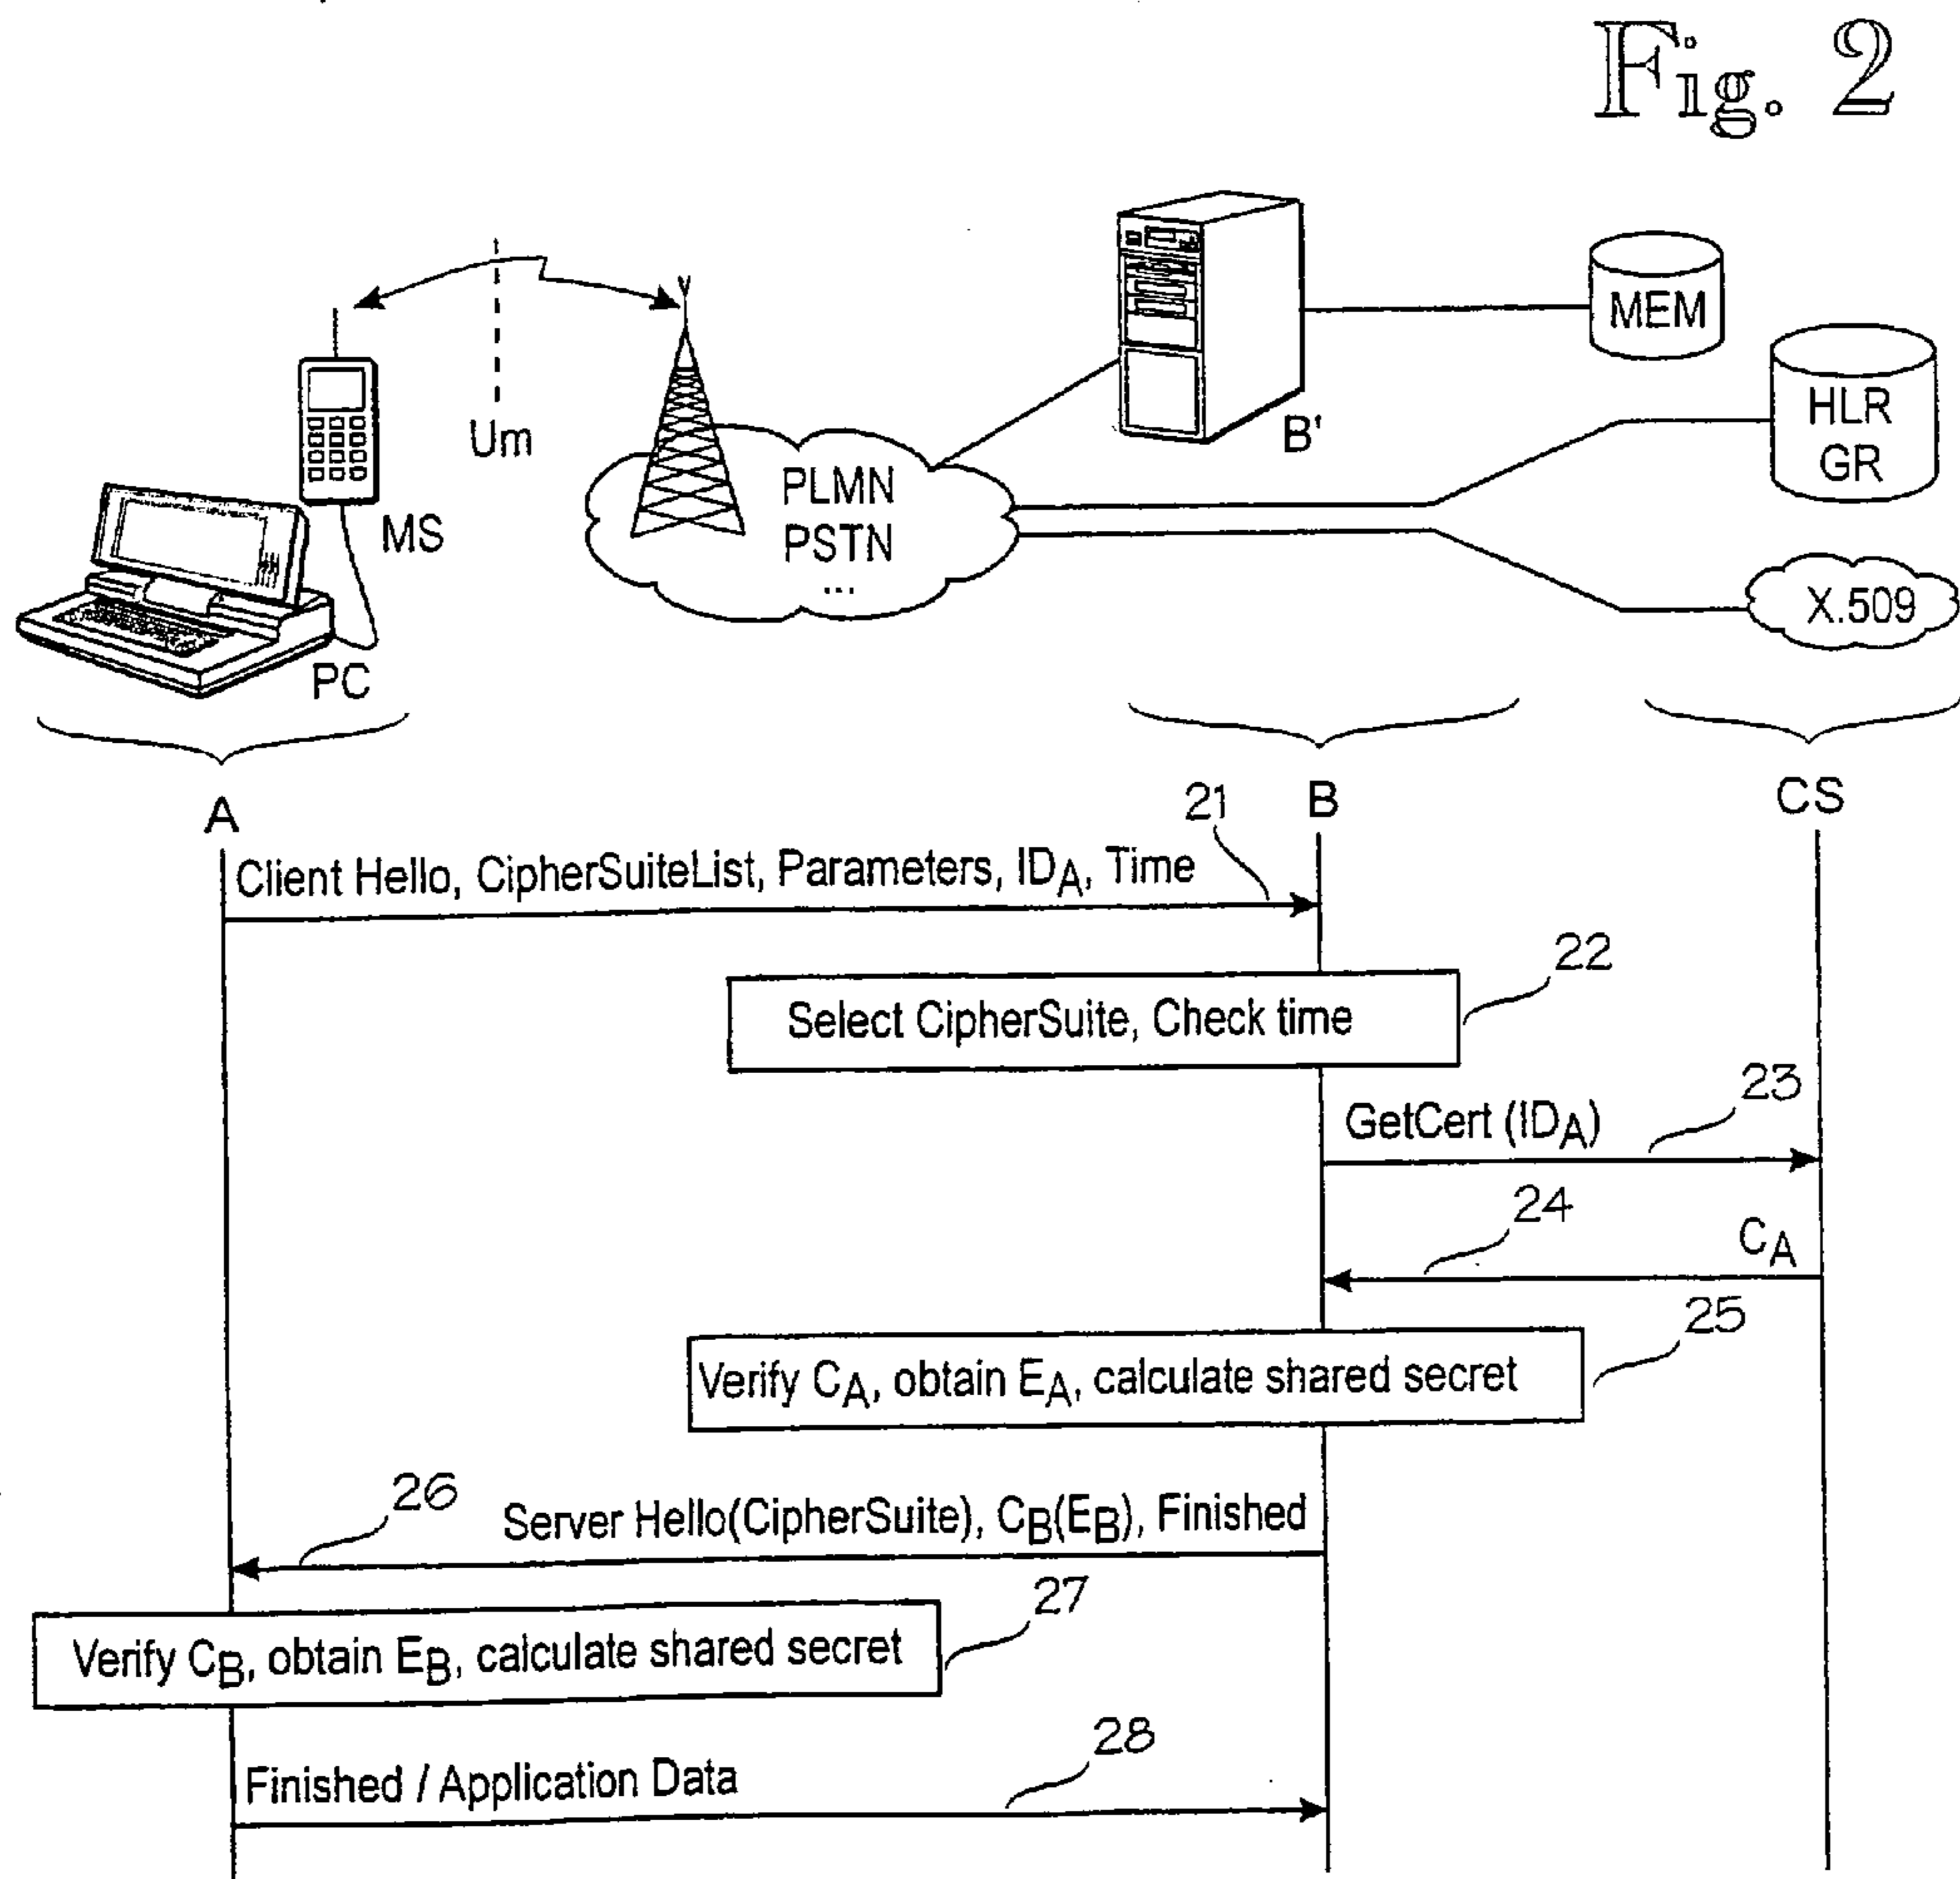 Fig. 2
MEM
HLR
GR
B'
Um
PLMN
PSTN
...
MS
X.509
PC
A
B
CS
21
Client Hello, CipherSuiteList, Parameters, IDA, Time
22
Select CipherSuite, Check time
23
GetCert (IDA)
24
CA
25
Verify CA, obtain EA, calculate shared secret
26
Server Hello(CipherSuite), CB(EB), Finished
27
Verify CB, obtain EB, calculate shared secret
28
Finished / Application Data